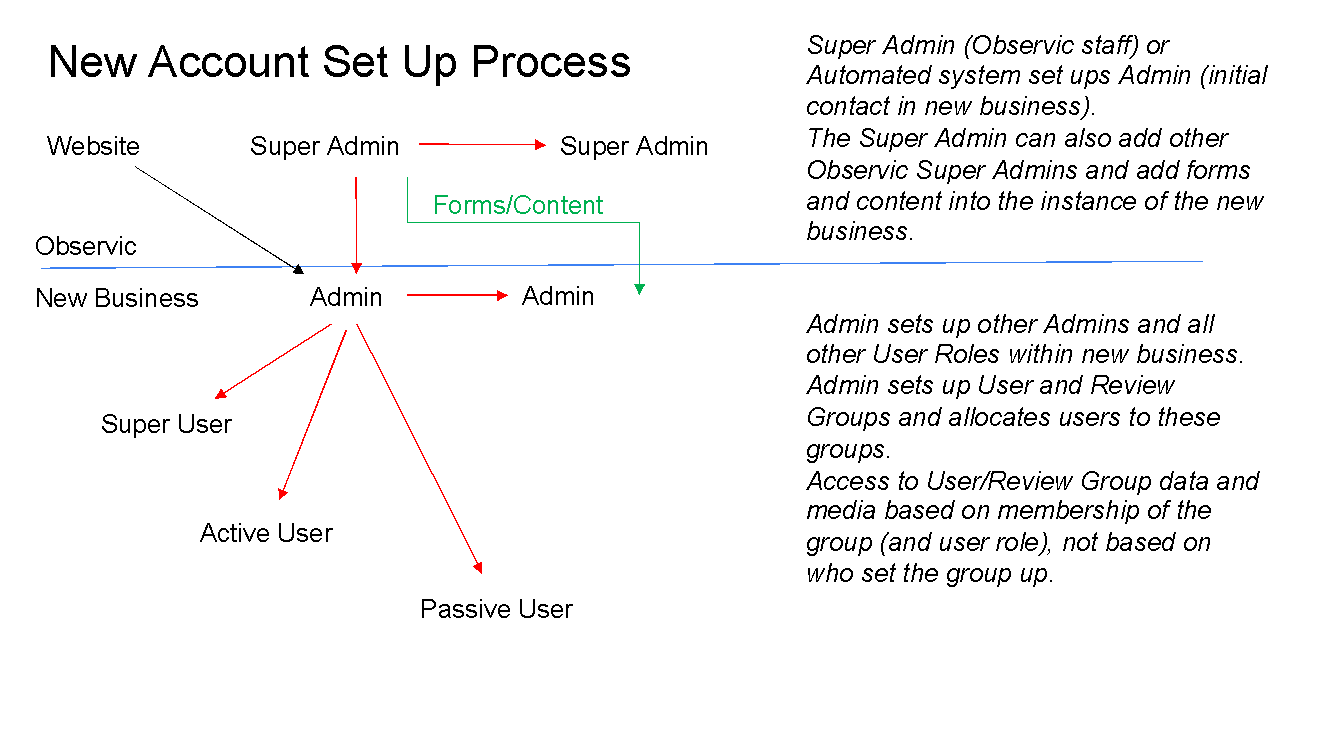 New Account Set Up Process
Website
Super Admin
Super Admin
Forms/Content
Observic
New Business
Admin
Admin
Super User
Active User
Passive User
Super Admin (Observic staff) or
Automated system set ups Admin (initial
contact in new business).
The Super Admin can also add other
Observic Super Admins and add forms
and content into the instance of the new
business.
Admin sets up other Admins and all
other User Roles within new business.
Admin sets up User and Review
Groups and allocates users to these
groups.
Access to User/Review Group data and
media based on membership of the
group (and user role), not based on
who set the group up.